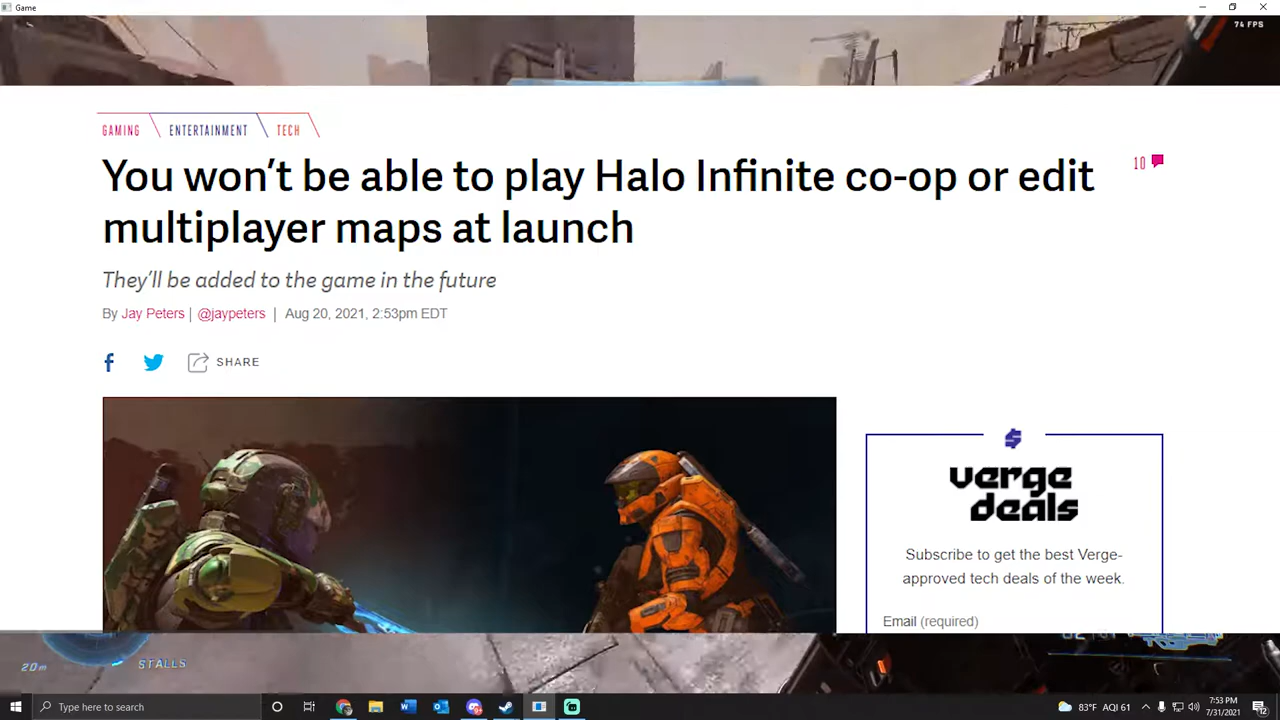 Game
74 FPS
GAMING ENTERTAINMENT TECH
You won't be able to play Halo Infinite co-op or edit
multiplayer maps at launch
10
They'll be added to the game in the future
By Jay Peters | @jaypeters | Aug 20, 2021, 2:53pm EDT
SHARE
verge
deals
Subscribe to get the best Verge-
approved tech deals of the week.
Email (required)
20m
STALLS
Type here to search
83°F AQI 61
7:53 PM
7/31/2021
12